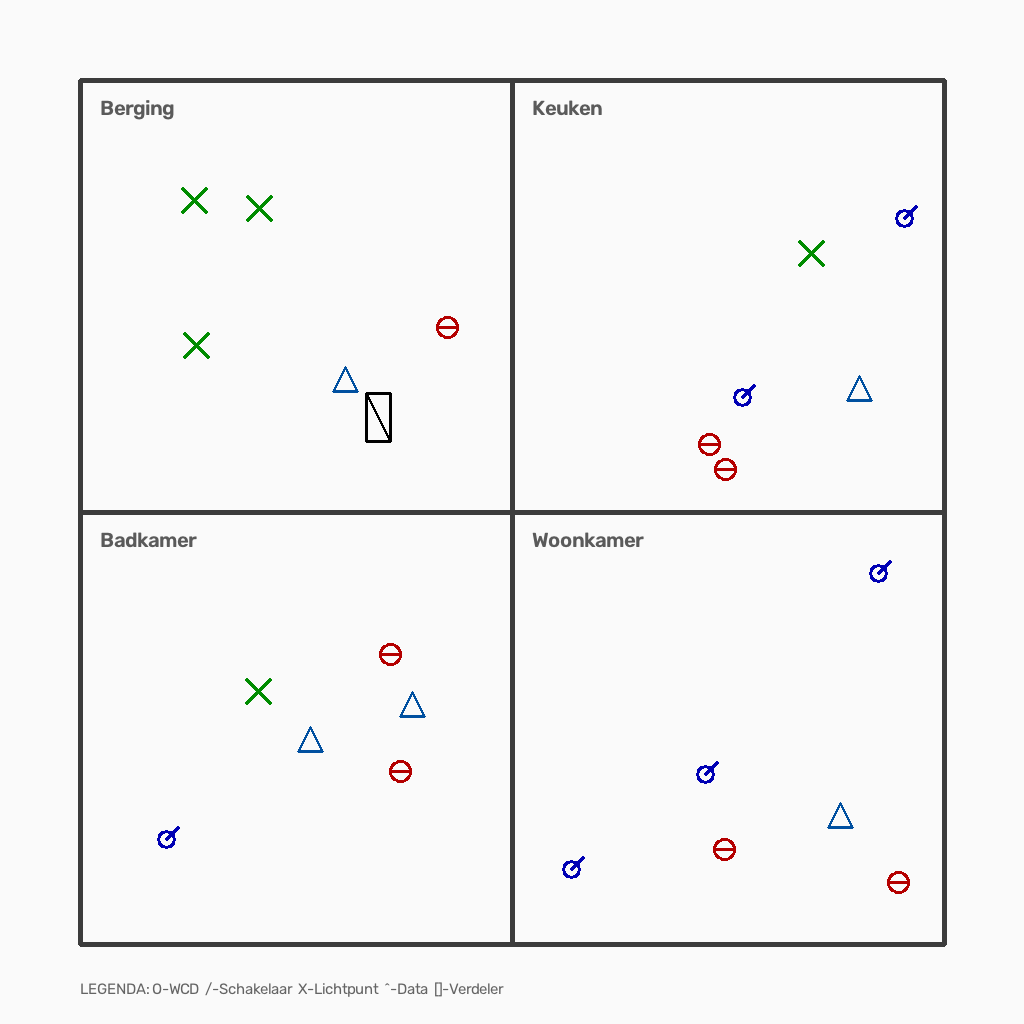 Berging
Keuken
Badkamer
Woonkamer
LEGENDA: O-WCD /-Schakelaar X-Lichtpunt ^-Data []-Verdeler